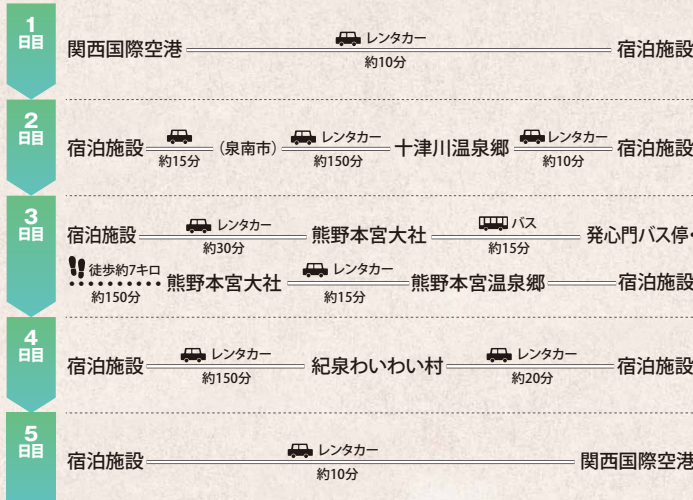 1
日目
関西国際空港 レンタカー 約10分 宿泊施設
2
日目
宿泊施設 約15分 (泉南市) レンタカー 約150分 十津川温泉郷 レンタカー 約10分 宿泊施設
3
日目
宿泊施設 レンタカー 約30分 熊野本宮大社 バス 約15分 発心門バス停・
徒歩約7キロ 約150分 熊野本宮大社 レンタカー 約15分 熊野本宮温泉郷 宿泊施設
4
日目
宿泊施設 レンタカー 約150分 紀泉わいわい村 レンタカー 約20分 宿泊施設
5
日目
宿泊施設 レンタカー 約10分 関西国際空港